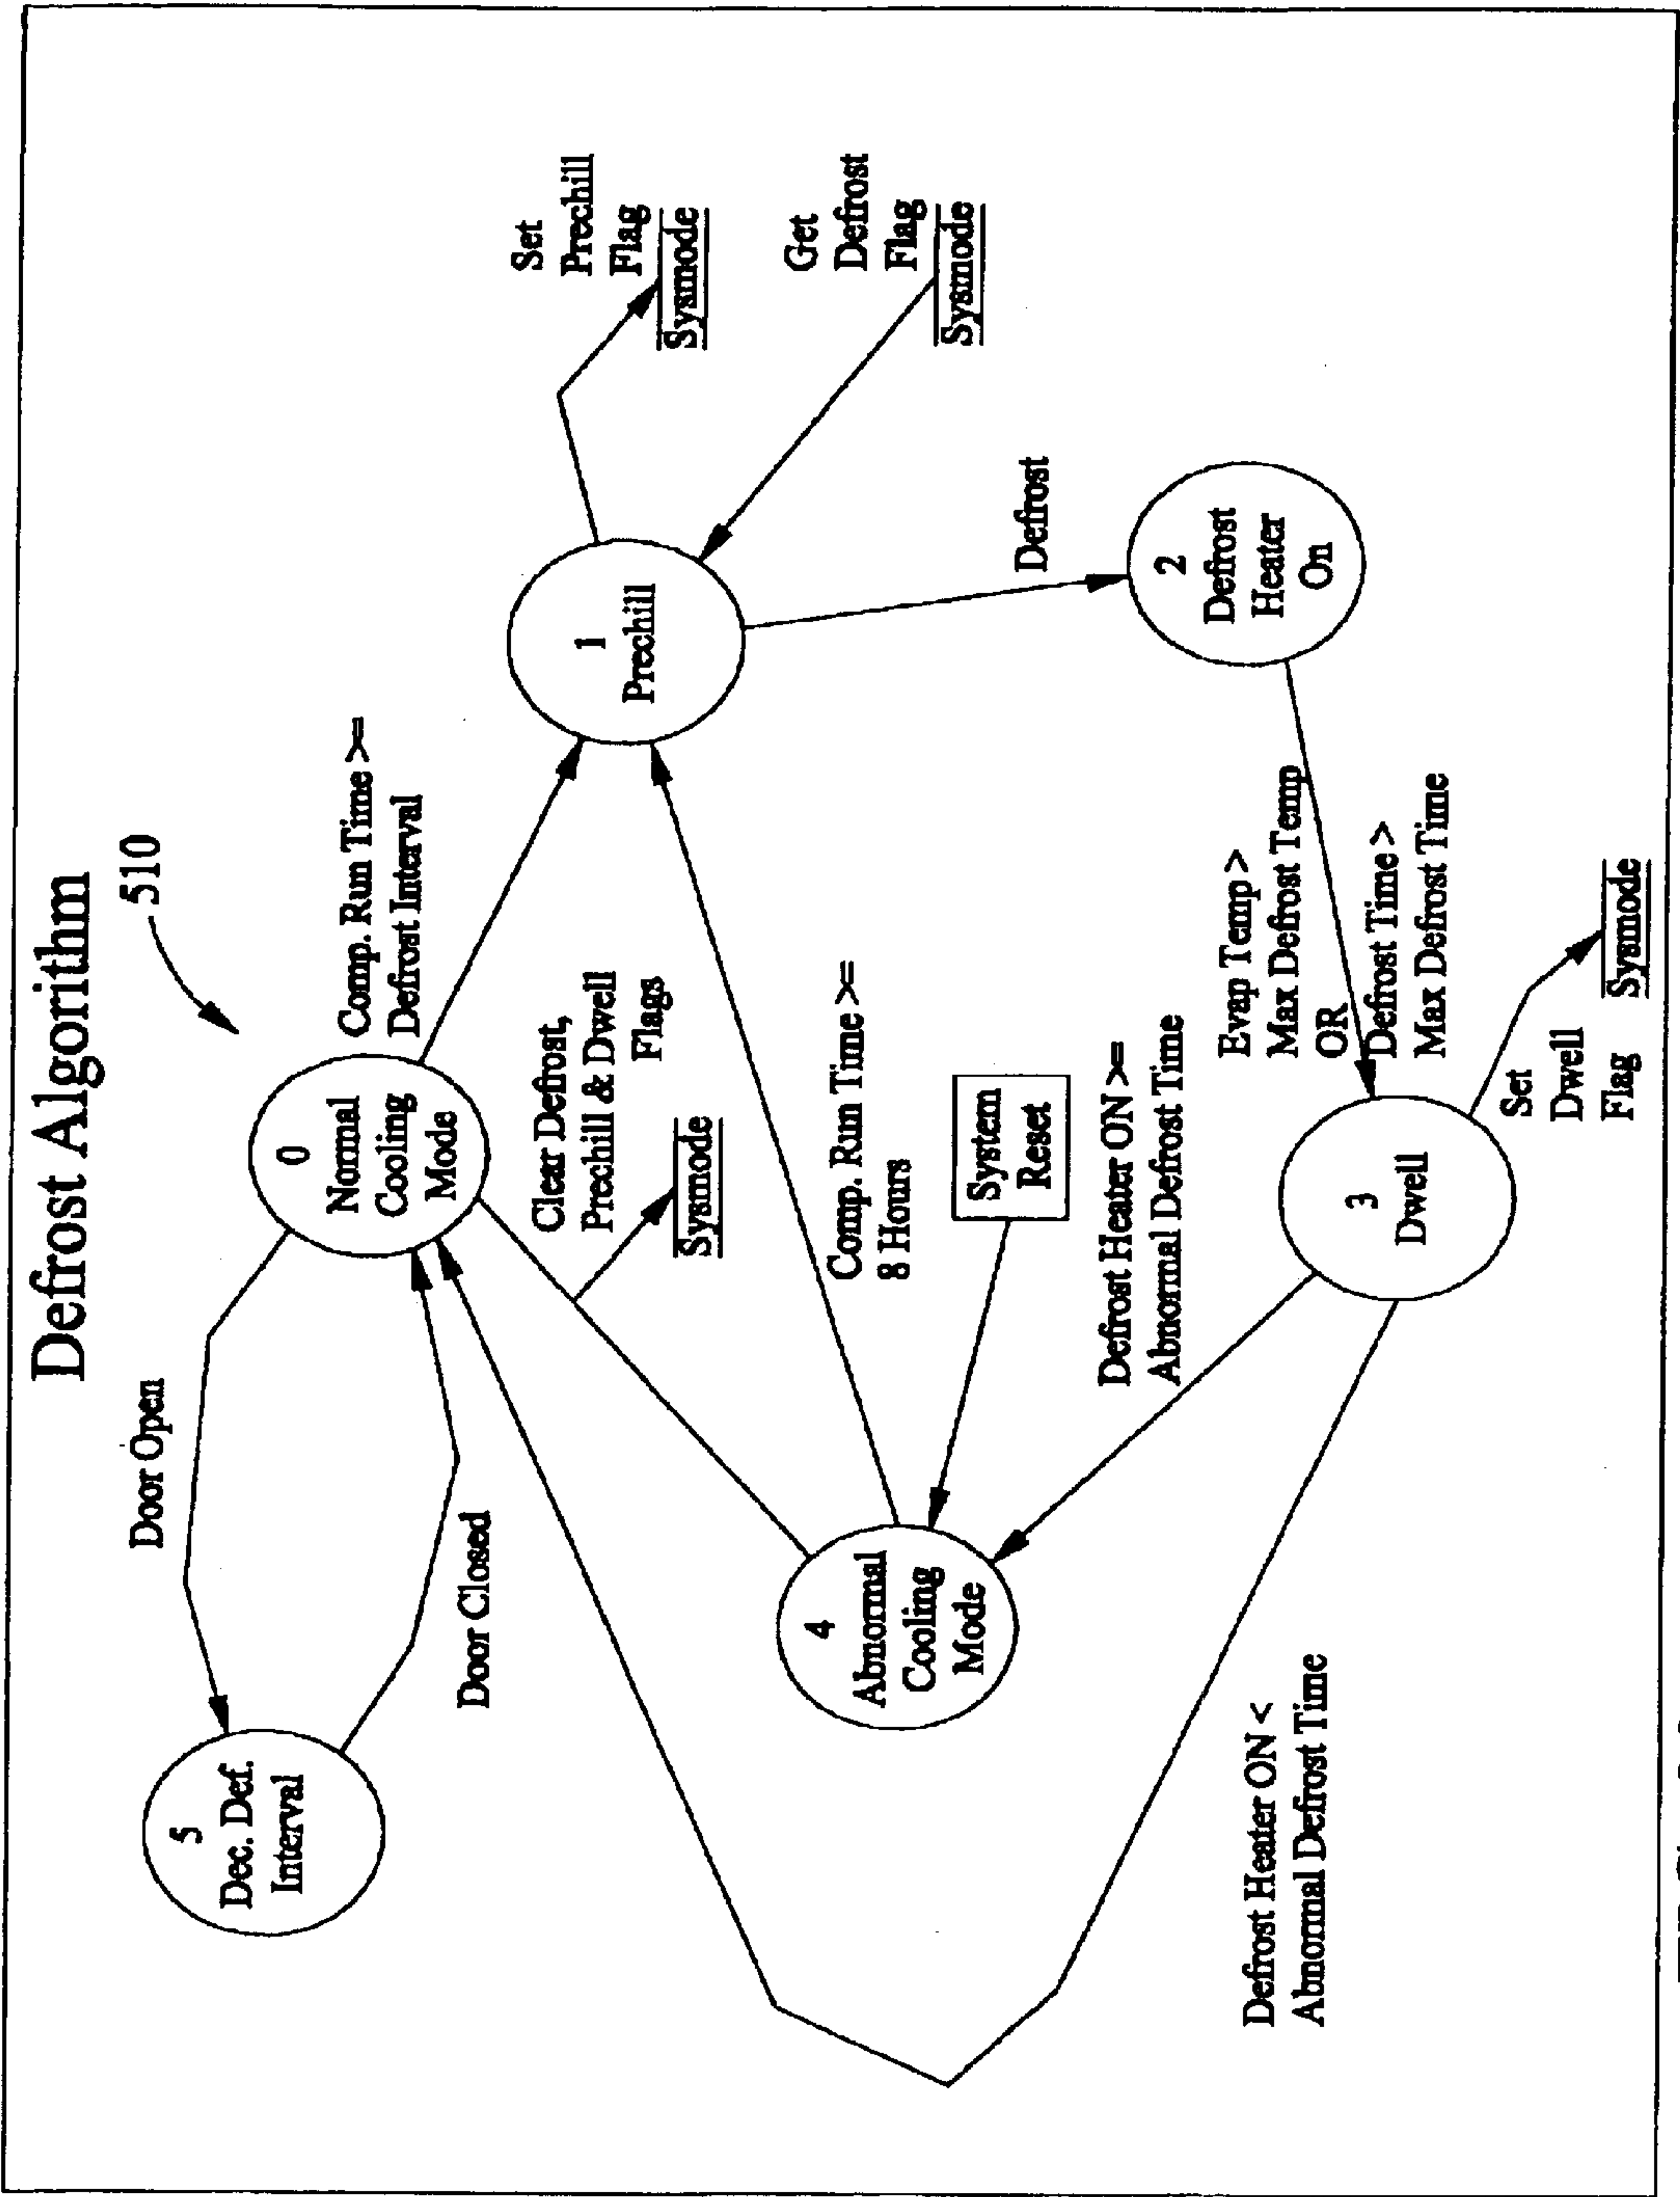 Defrost Algorithm
510
Door Open
Door Closed
5
Dec. Def.
Interval
0
Normal
Cooling
Mode
Comp. Run Time >=
Defrost Interval
Clear Defrost,
Prechill & Dwell
Flags
Sysmode
1
Prechill
Set
Prechill
Flag
Sysmode
Get
Defrost
Flag
Sysmode
Defrost
4
Abnormal
Cooling
Mode
Comp. Run Time >=
8 Hours
System
Reset
Defrost Heater ON >=
Abnormal Defrost Time
2
Defrost
Heater
On
Evap Temp >
Max Defrost Temp
OR
Defrost Time >
Max Defrost Time
3
Dwell
Set
Dwell
Flag
Sysmode
Defrost Heater ON <
Abnomal Defrost Time